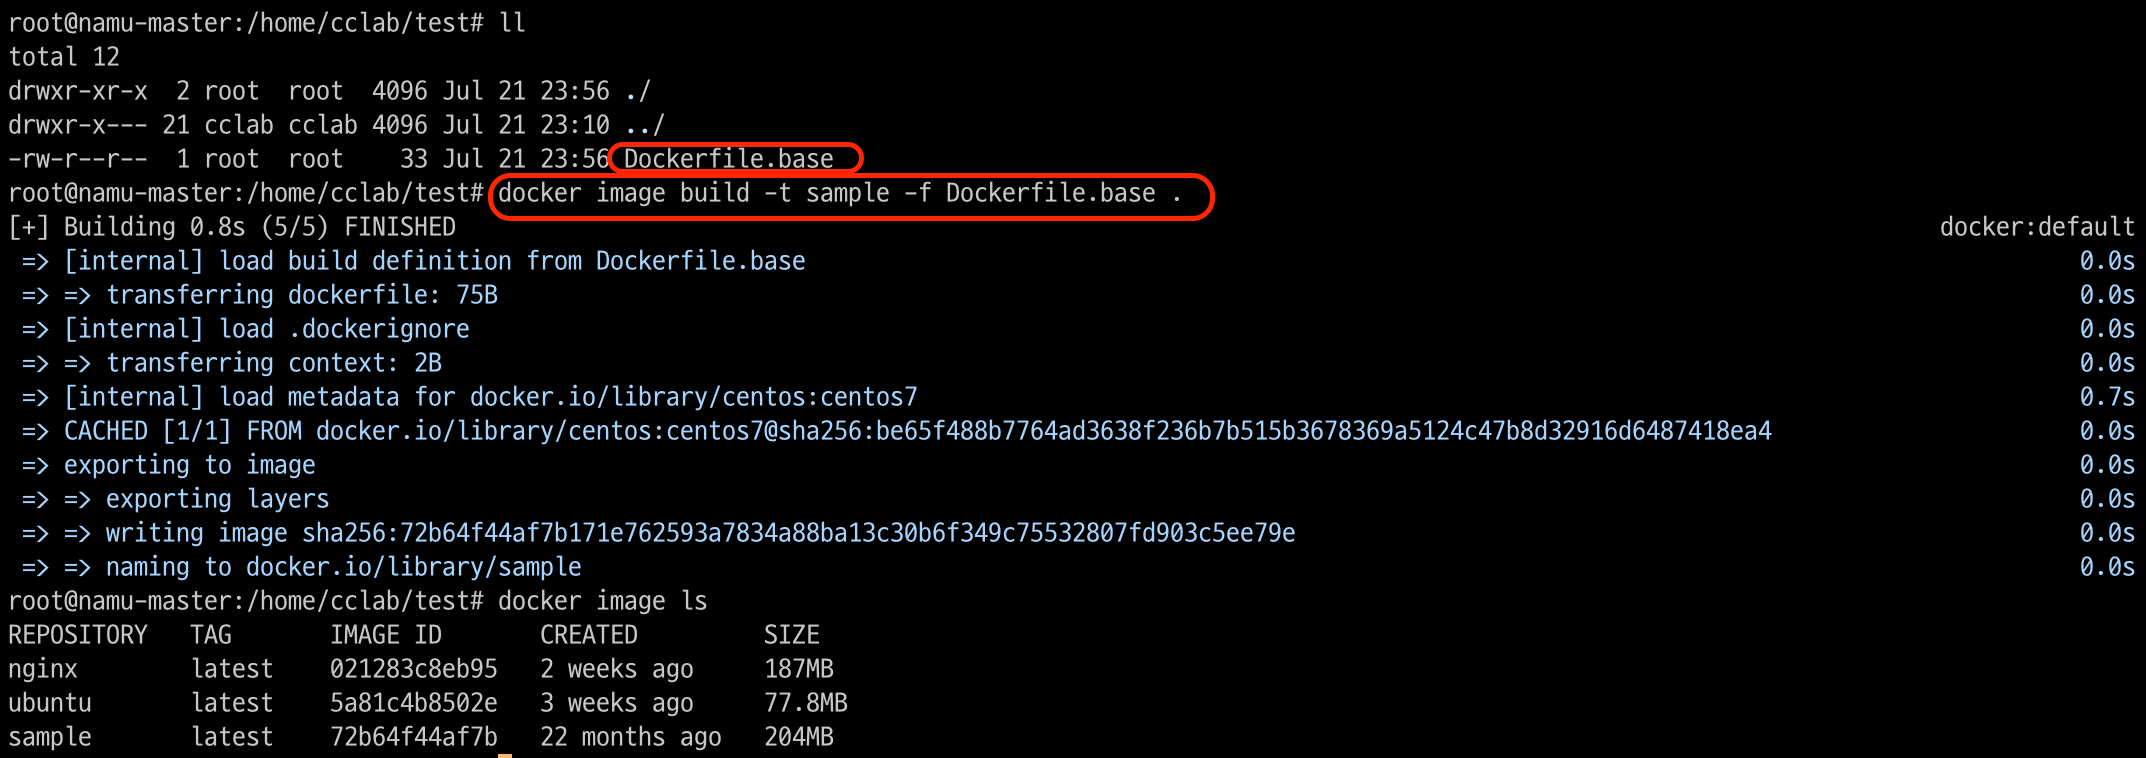 root@namu-master:/home/cclab/test# ll
total 12
drwxr-xr-x  2 root  root  4096 Jul 21 23:56 ./
drwxr-x--- 21 cclab cclab 4096 Jul 21 23:10 ../
-rw-r--r--  1 root  root    33 Jul 21 23:56 Dockerfile.base
root@namu-master:/home/cclab/test# docker image build -t sample -f Dockerfile.base .
[+] Building 0.8s (5/5) FINISHED docker:default
 => [internal] load build definition from Dockerfile.base 0.0s
 => => transferring dockerfile: 75B 0.0s
 => [internal] load .dockerignore 0.0s
 => => transferring context: 2B 0.0s
 => [internal] load metadata for docker.io/library/centos:centos7 0.7s
 => CACHED [1/1] FROM docker.io/library/centos:centos7@sha256:be65f488b7764ad3638f236b7b515b3678369a5124c47b8d32916d6487418ea4 0.0s
 => exporting to image 0.0s
 => => exporting layers 0.0s
 => => writing image sha256:72b64f44af7b171e762593a7834a88ba13c30b6f349c75532807fd903c5ee79e 0.0s
 => => naming to docker.io/library/sample 0.0s
root@namu-master:/home/cclab/test# docker image ls
REPOSITORY   TAG       IMAGE ID       CREATED         SIZE
nginx        latest    021283c8eb95   2 weeks ago     187MB
ubuntu       latest    5a81c4b8502e   3 weeks ago     77.8MB
sample       latest    72b64f44af7b   22 months ago   204MB